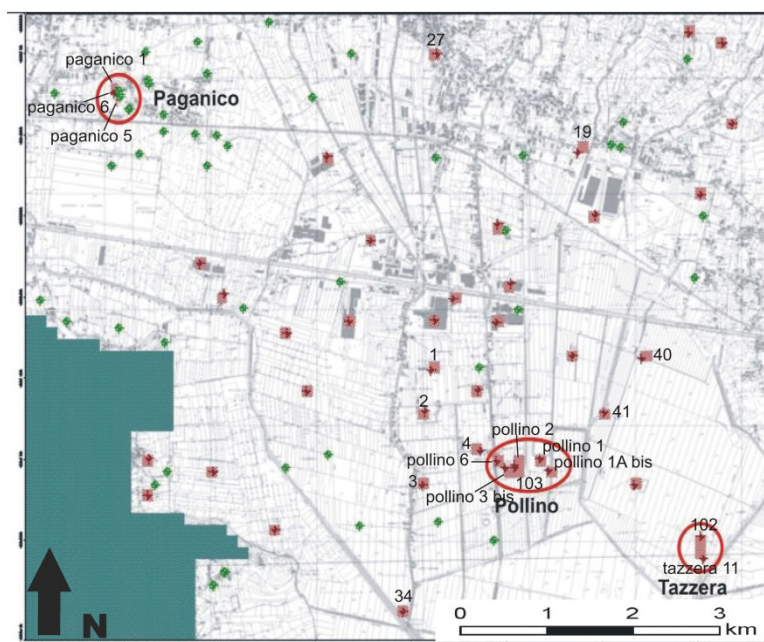 27
paganico 1
Paganico
paganico 6
paganico 5
19
1
40
2
41
4
pollino 2
pollino 1
pollino 6
pollino 1A bis
3
103
pollino 3 bis
Pollino
102
tazzera 11
Tazzera
34
N
0 1 2 3
km